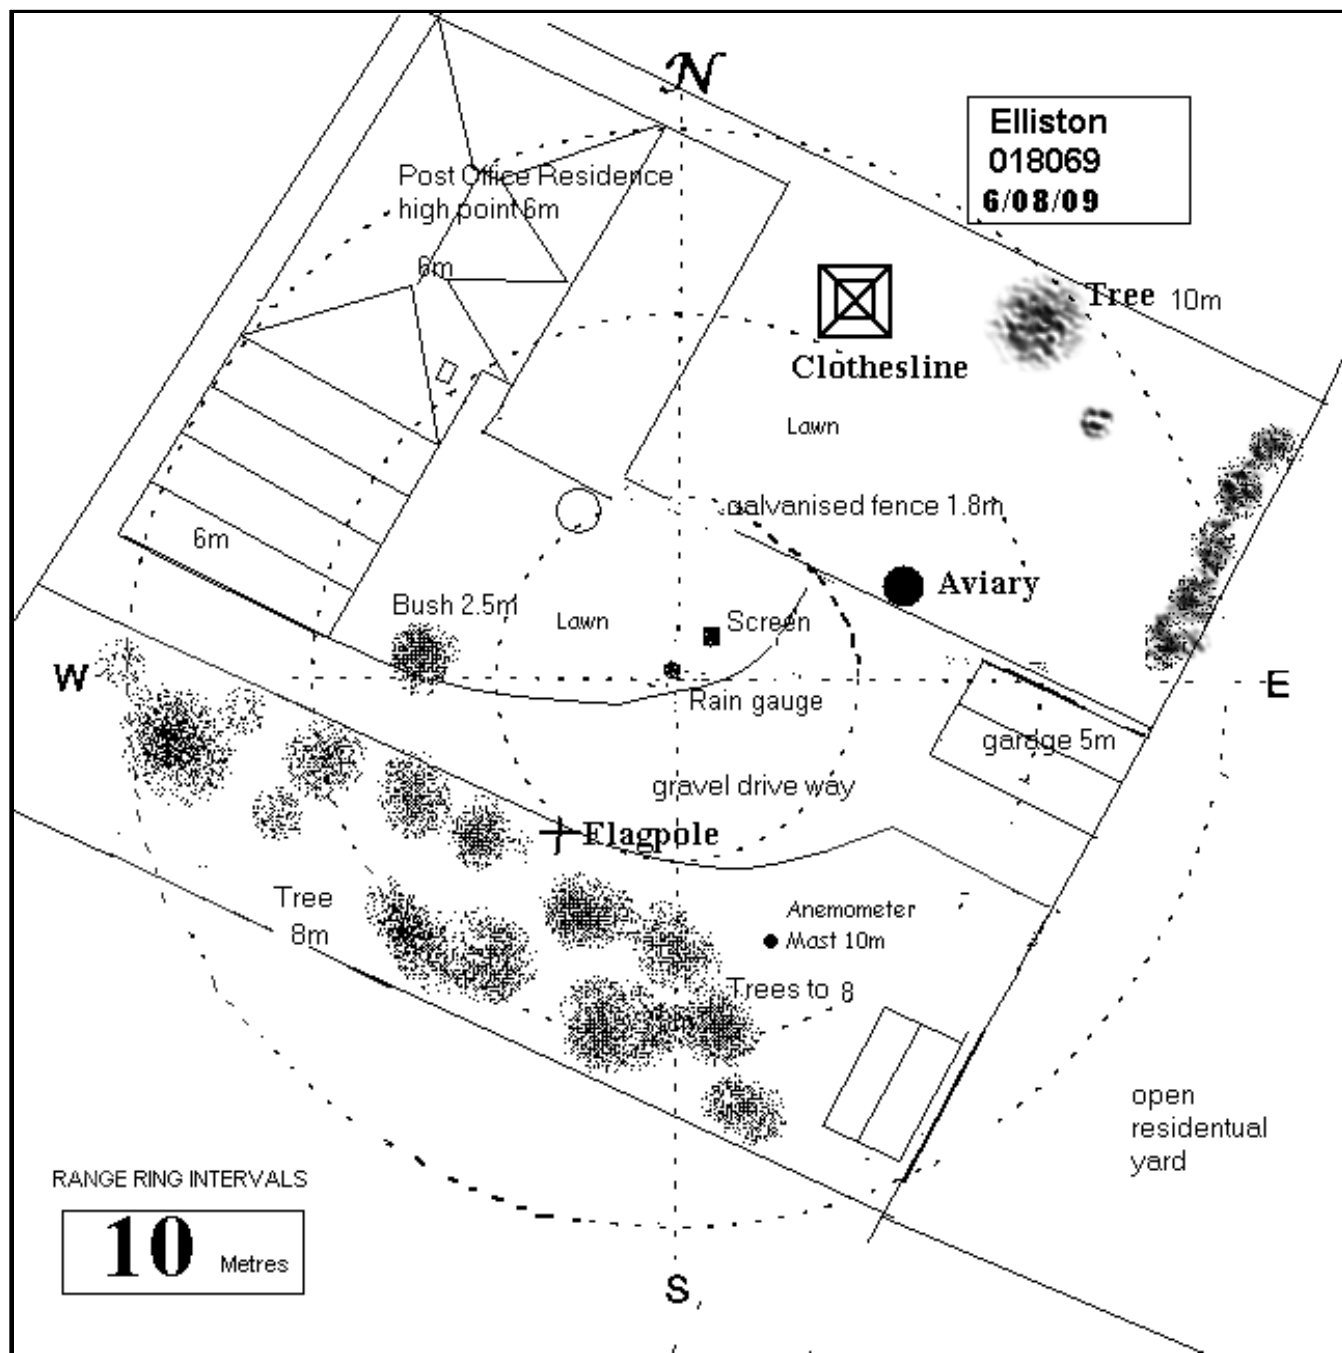 N
Elliston
018069
6/08/09
Post Office Residence
high point 6m
6m
Tree 10m
Clothesline
Lawn
galvanised fence 1.8m
6m
Aviary
Bush 2.5m
Lawn
Screen
W
E
Rain gauge
garage 5m
gravel drive way
Flagpole
Tree
8m
Anemometer
Mast 10m
Trees to 8
open
residentual
yard
RANGE RING INTERVALS
10 Metres
S